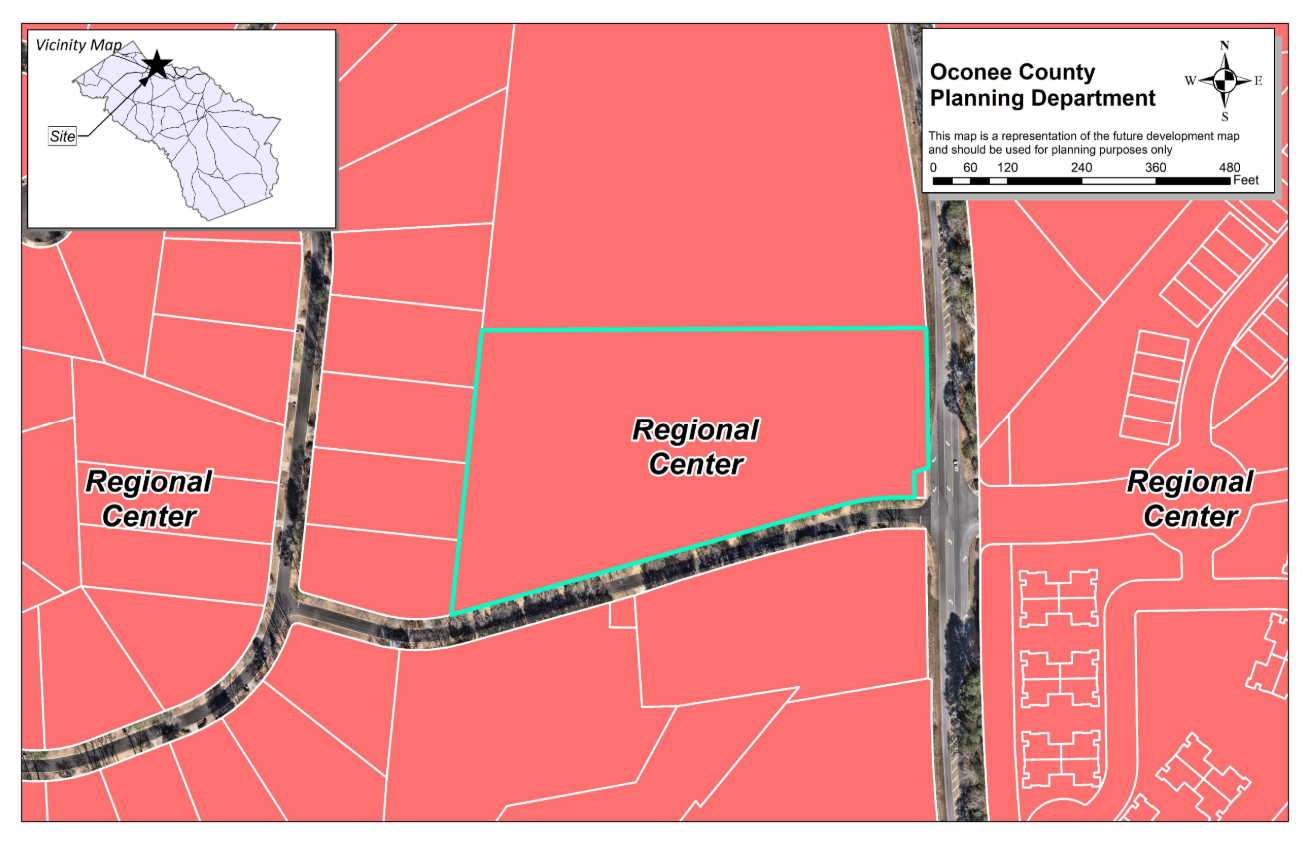 Vicinity Map
Site
Oconee County
Planning Department
N
W
E
S
This map is a representation of the future development map
and should be used for planning purposes only
0 60 120 240 360 480
Feet
Regional
Center
Regional
Center
Regional
Center